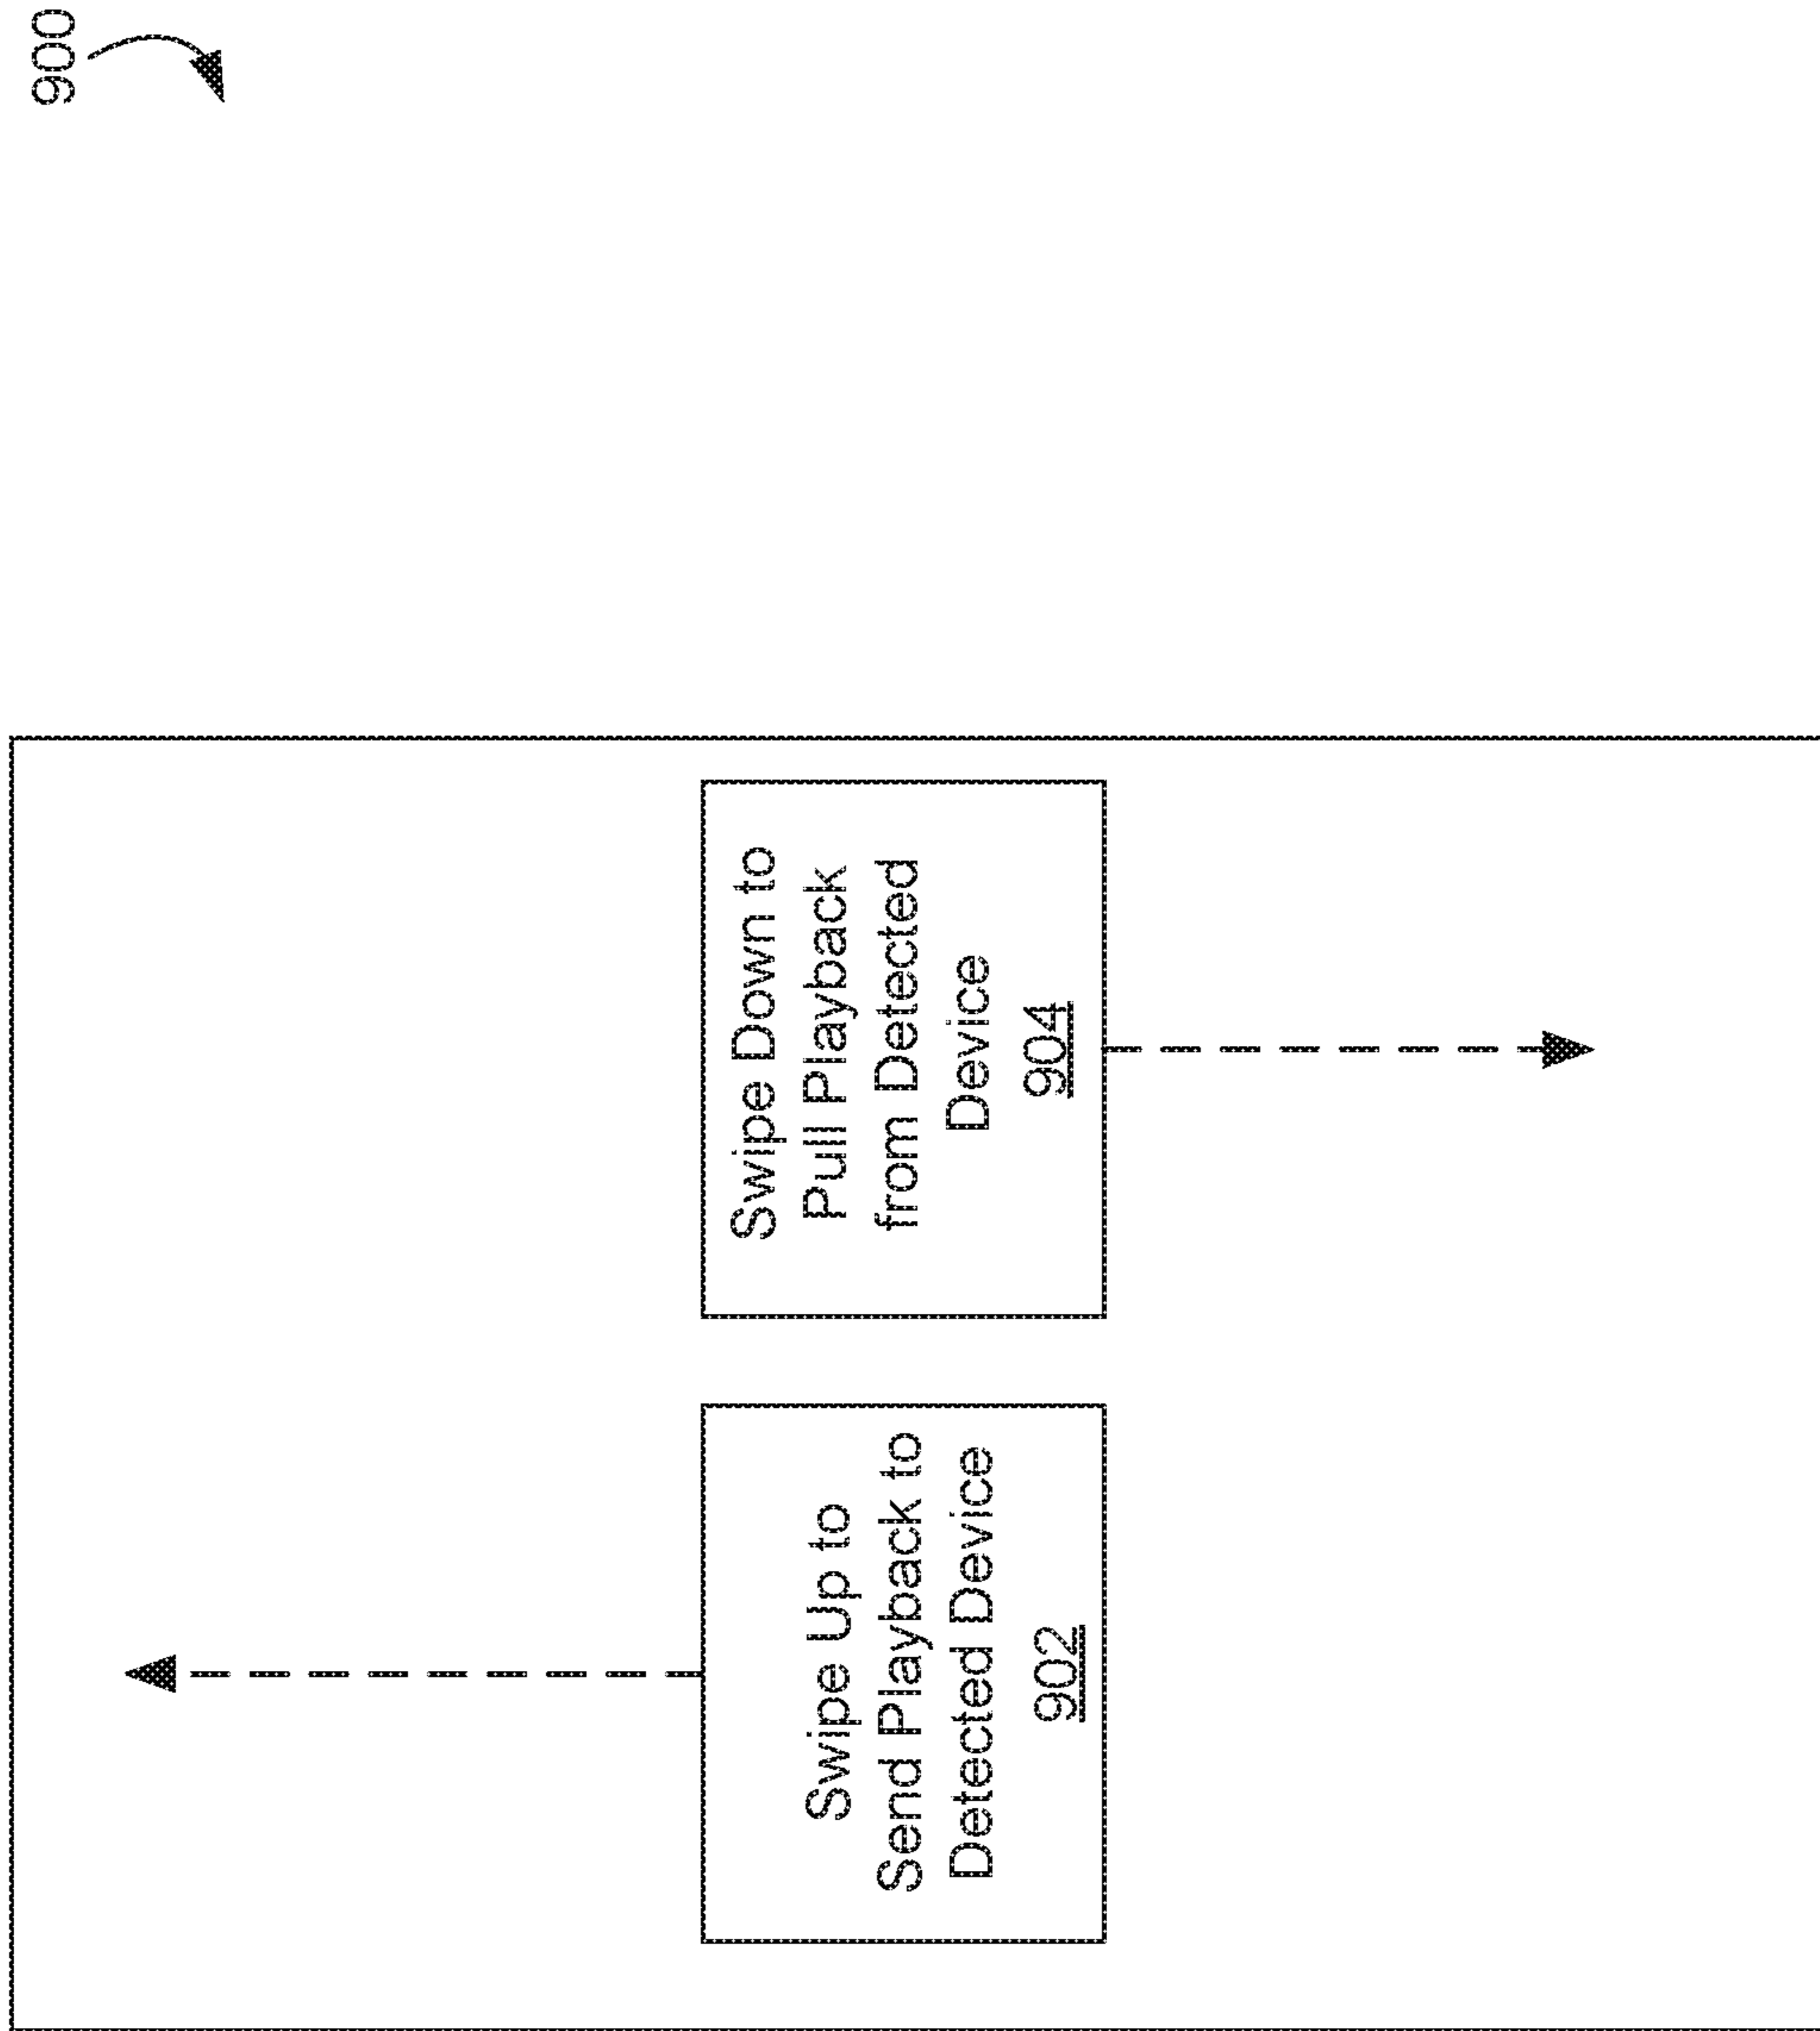 900
Swipe Up to
Send Playback to
Detected Device
902
Swipe Down to
Pull Playback
from Detected
Device
904